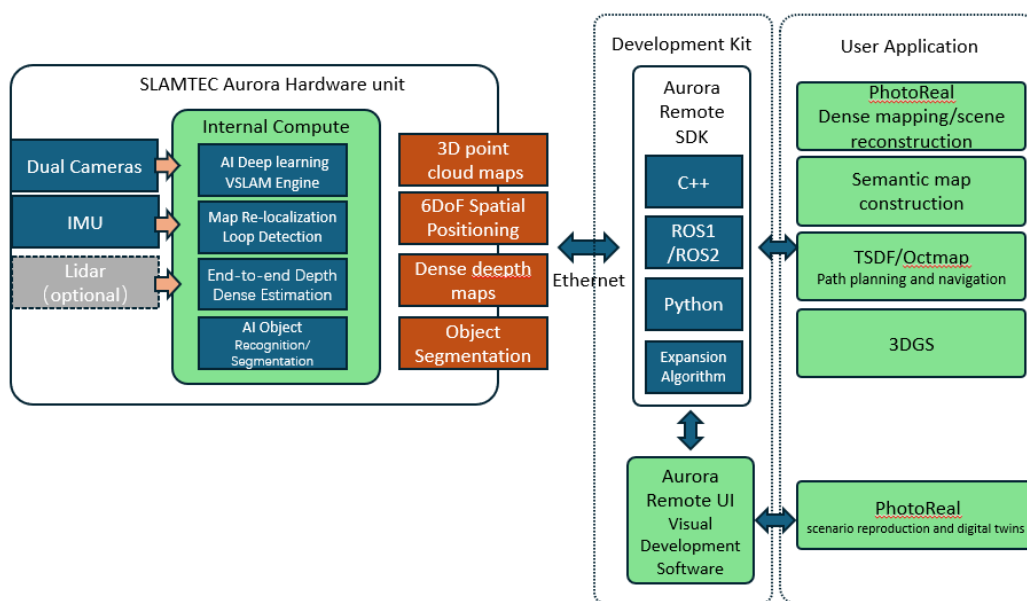 SLAMTEC Aurora Hardware unit
Dual Cameras
IMU
Lidar
（optional）
Internal Compute
AI Deep learning
VSLAM Engine
Map Re-localization
Loop Detection
End-to-end Depth
Dense Estimation
AI Object
Recognition/
Segmentation
3D point
cloud maps
6DoF Spatial
Positioning
Dense deepth
maps
Object
Segmentation
Ethernet
Development Kit
Aurora
Remote
SDK
C++
ROS1
/ROS2
Python
Expansion
Algorithm
Aurora
Remote UI
Visual
Development
Software
User Application
PhotoReal
Dense mapping/scene
reconstruction
Semantic map
construction
TSDF/Octmap
Path planning and navigation
3DGS
PhotoReal
scenario reproduction and digital twins